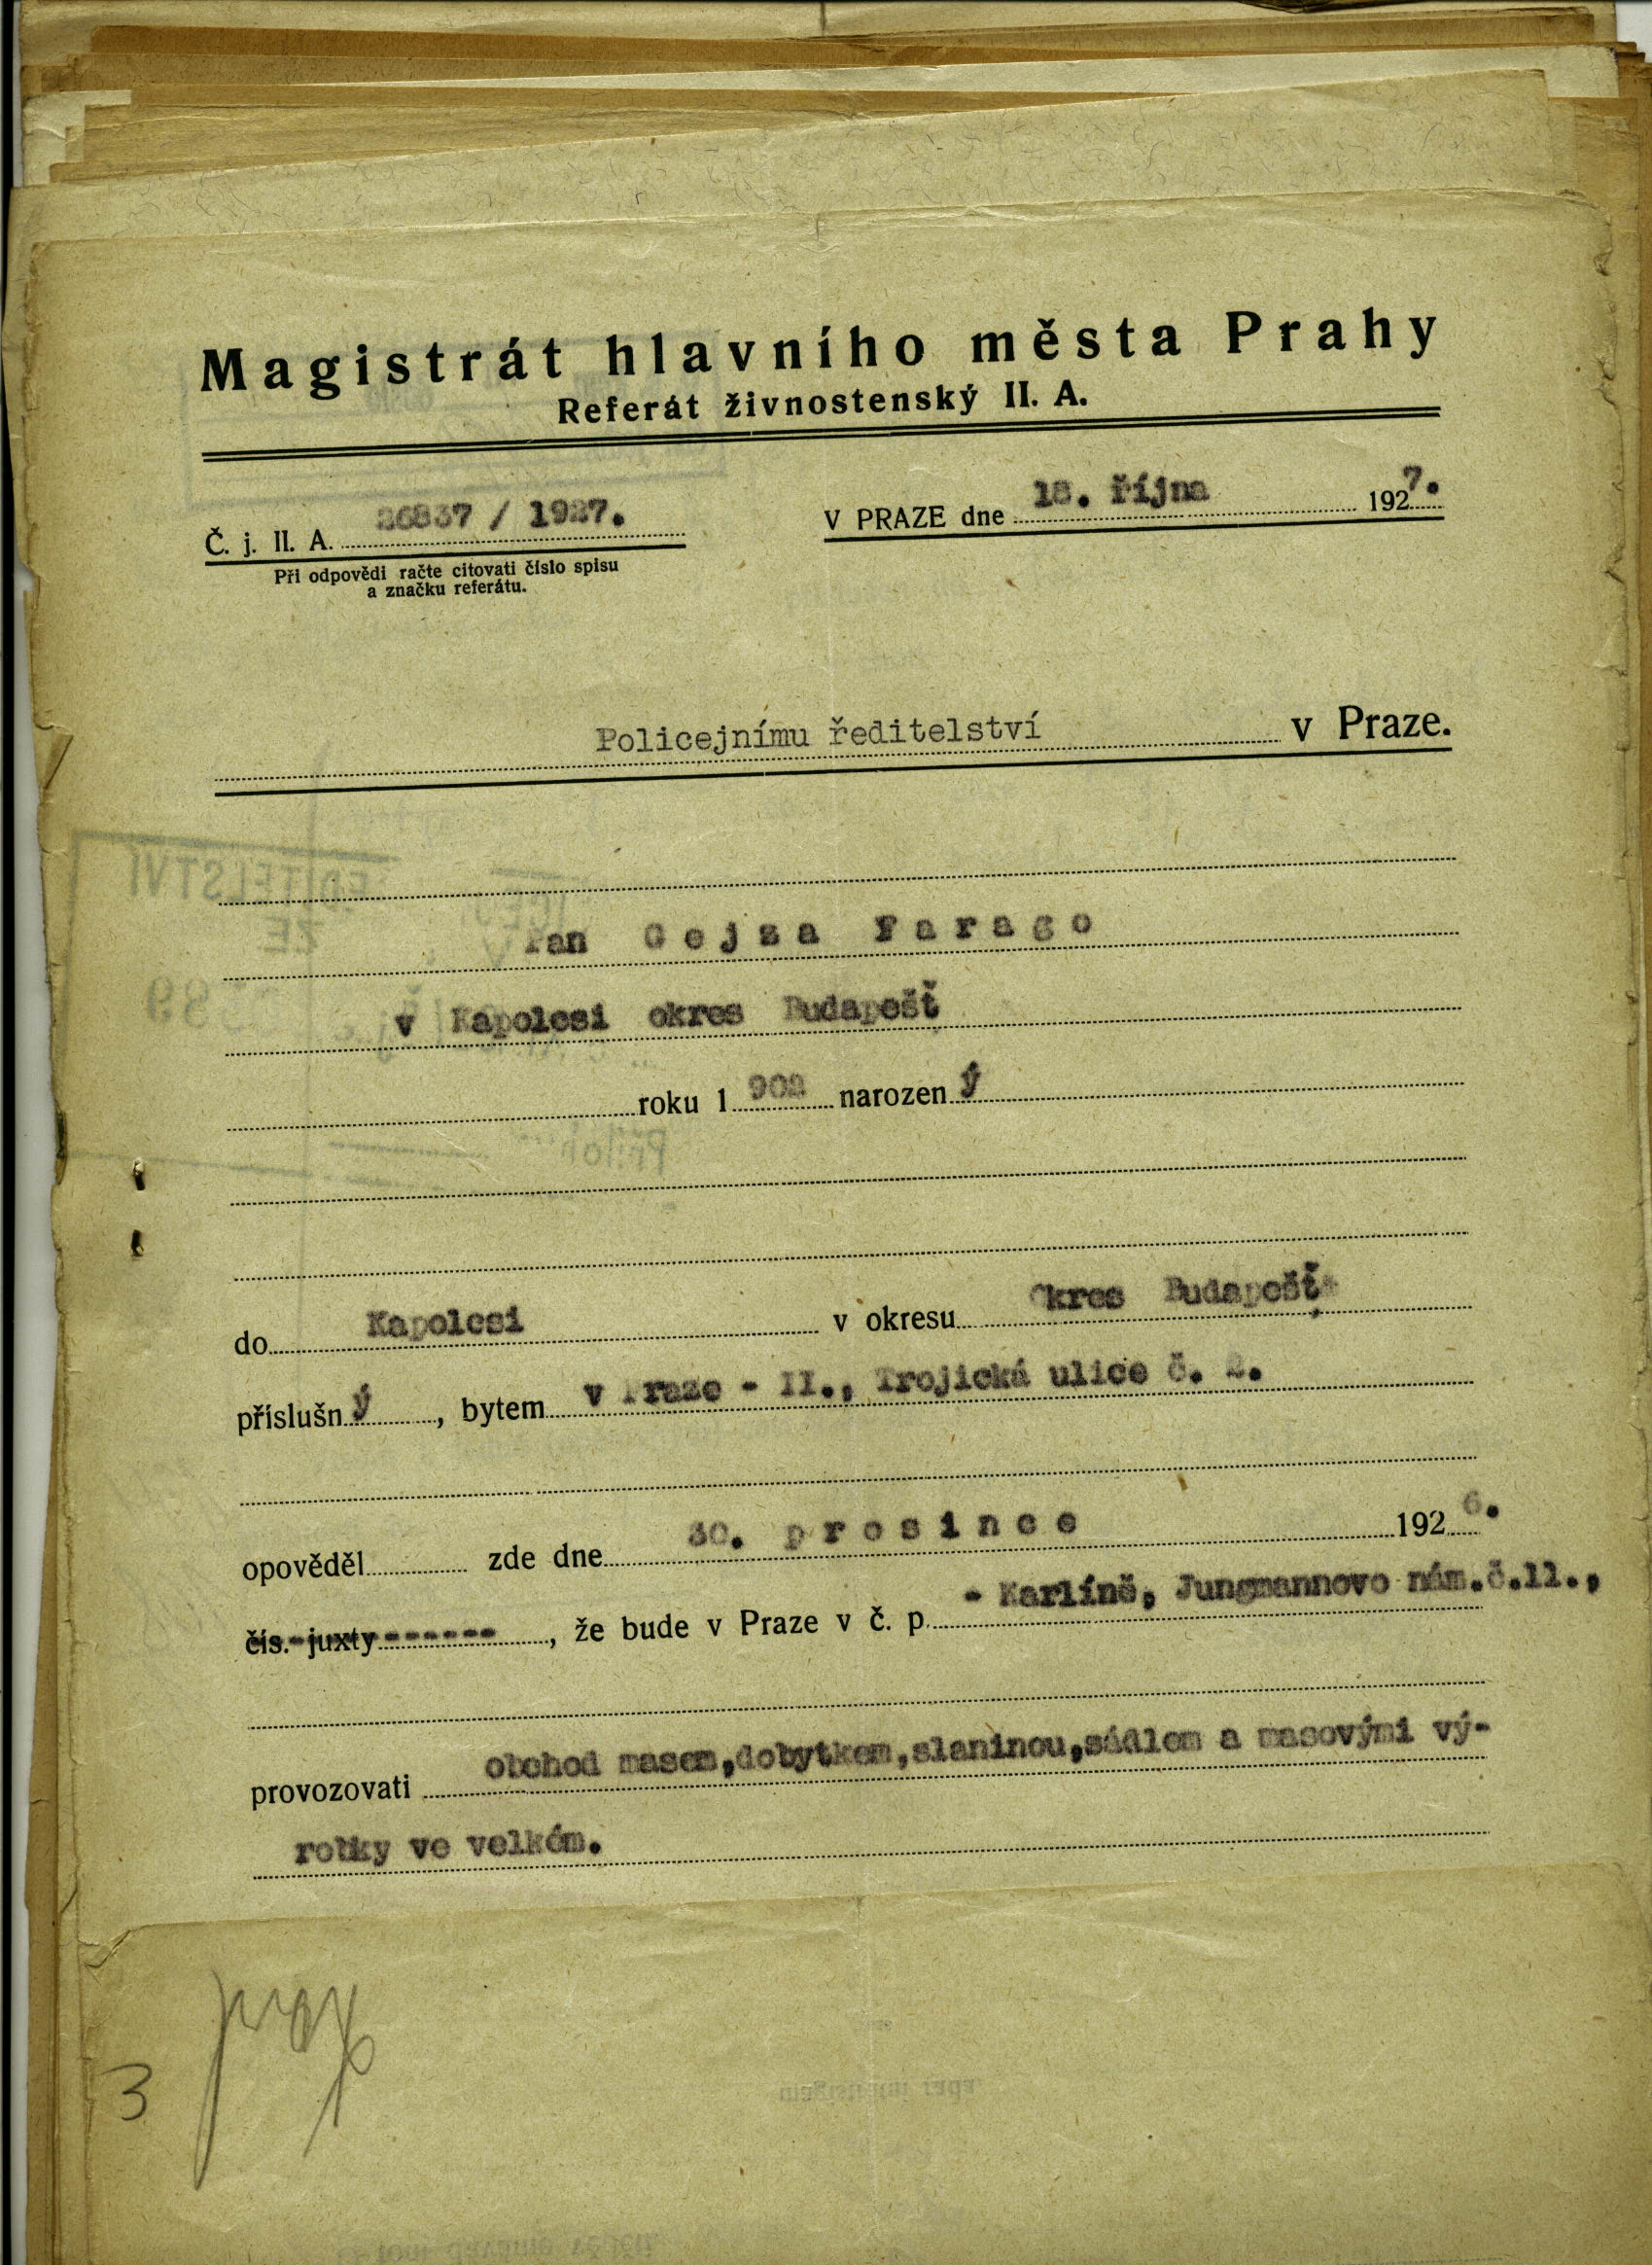 Magistrát hlavního města Prahy
Referát živnostenský II. A.
Č. j. II. A. 26837 / 1927.
V PRAZE dne 18. října 1927.
Při odpovědi račte citovati číslo spisu
a značku referátu.
Policejnímu ředitelství v Praze.
Pan Gejza Farago
v Kapolcsi okres Budapešť
roku 1902 narozený
do Kapolcsi v okresu Okres Budapešť
příslušný, bytem v Praze - II., Trojická ulice č. 2.
opověděl zde dne 30. prosince 1926.
čís. juxty, že bude v Praze v č. p. - Karlíně, Jungmannovo nám.č.11.,
provozovati obchod masem,dobytkem,slaninou,sádlem a masovými vý-
robky ve velkém.
3